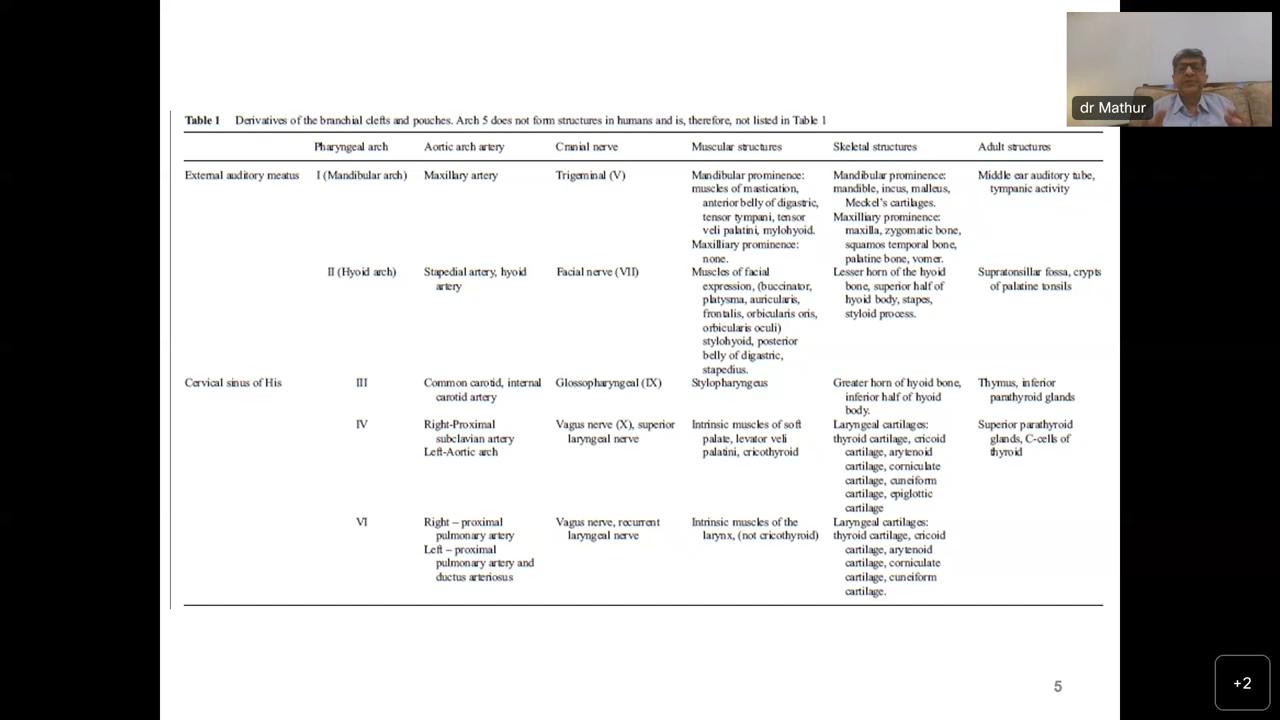 dr Mathur
Table 1 Derivatives of the branchial clefts and pouches. Arch 5 does not form structures in humans and is, therefore, not listed in Table 1
Pharyngeal arch Aortic arch artery Cranial nerve Muscular structures Skeletal structures Adult structures
External auditory meatus I (Mandibular arch) Maxillary artery Trigeminal (V) Mandibular prominence: Mandibular prominence: Middle ear auditory tube,
muscles of mastication, mandible, incus, malleus, tympanic activity
anterior belly of digastric, Meckel's cartilages.
tensor tympani, tensor Maxilliary prominence:
veli palatini, mylohyoid. maxilla, zygomatic bone,
Maxilliary prominence: squamos temporal bone,
none. palatine bone, vomer.
II (Hyoid arch) Stapedial artery, hyoid Facial nerve (VII) Muscles of facial Lesser horn of the hyoid Supratonsillar fossa, crypts
artery expression, (buccinator, bone, superior half of of palatine tonsils
platysma, auricularis, hyoid body, stapes,
frontalis, orbicularis oris, styloid process.
orbicularis oculi)
stylohyoid, posterior
belly of digastric,
stapedius.
Cervical sinus of His III Common carotid, internal Glossopharyngeal (IX) Stylopharyngeus Greater horn of hyoid bone, Thymus, inferior
carotid artery inferior half of hyoid parathyroid glands
body.
IV Right-Proximal Vagus nerve (X), superior Intrinsic muscles of soft Laryngeal cartilages: Superior parathyroid
subclavian artery laryngeal nerve palate, levator veli thyroid cartilage, cricoid glands, C-cells of
Left-Aortic arch palatini, cricothyroid cartilage, arytenoid thyroid
cartilage, corniculate
cartilage, cuneiform
cartilage, epiglottic
cartilage
VI Right – proximal Vagus nerve, recurrent Intrinsic muscles of the Laryngeal cartilages:
pulmonary artery laryngeal nerve larynx, (not cricothyroid) thyroid cartilage, cricoid
Left – proximal cartilage, arytenoid
pulmonary artery and cartilage, corniculate
ductus arteriosus cartilage, cuneiform
cartilage.
5
+2